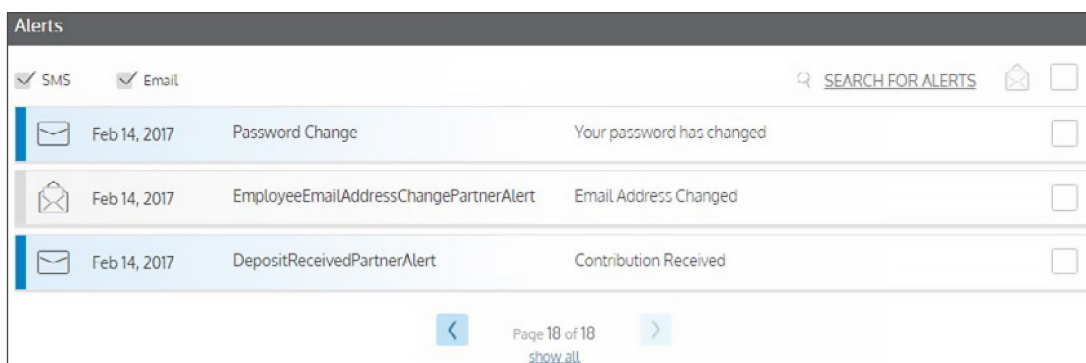 Alerts
SMS Email SEARCH FOR ALERTS
Feb 14, 2017 Password Change Your password has changed
Feb 14, 2017 EmployeeEmailAddressChangePartnerAlert Email Address Changed
Feb 14, 2017 DepositReceivedPartnerAlert Contribution Received
Page 18 of 18
show all